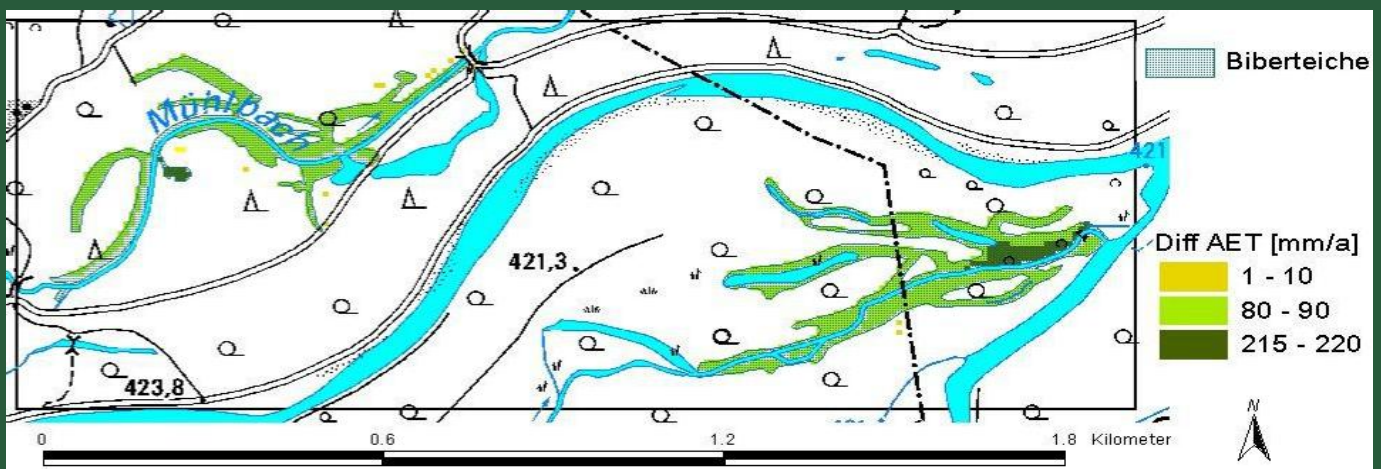 Biberteiche
Mühlbach
421
Diff AET [mm/a]
421,3
1 - 10
80 - 90
215 - 220
423,8
0 0.6 1.2 1.8 Kilometer
N